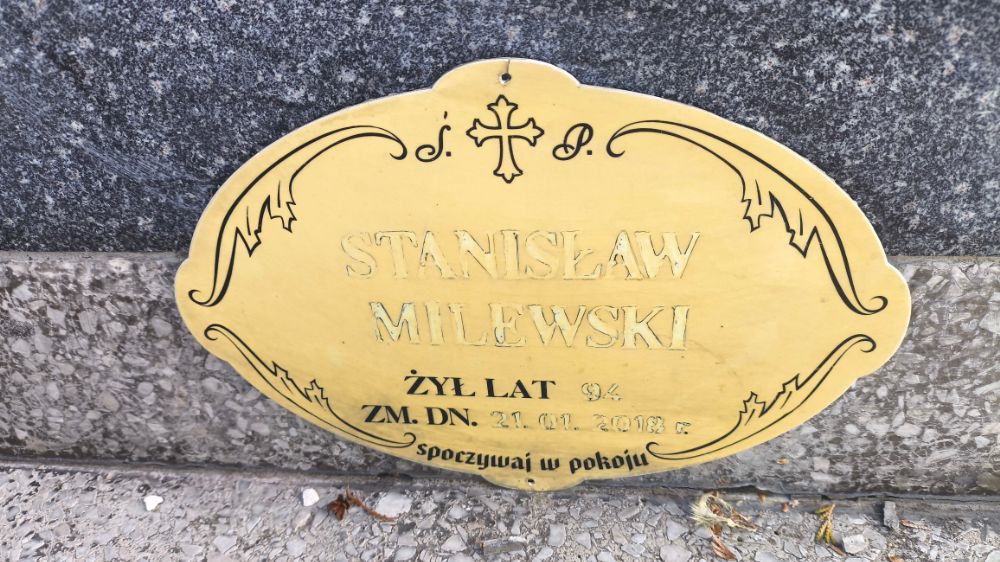 Ś. P.
STANISŁAW
MILEWSKI
ŻYŁ LAT 94
ZM. DN. 21. 01. 2018 r.
spoczywaj w pokoju